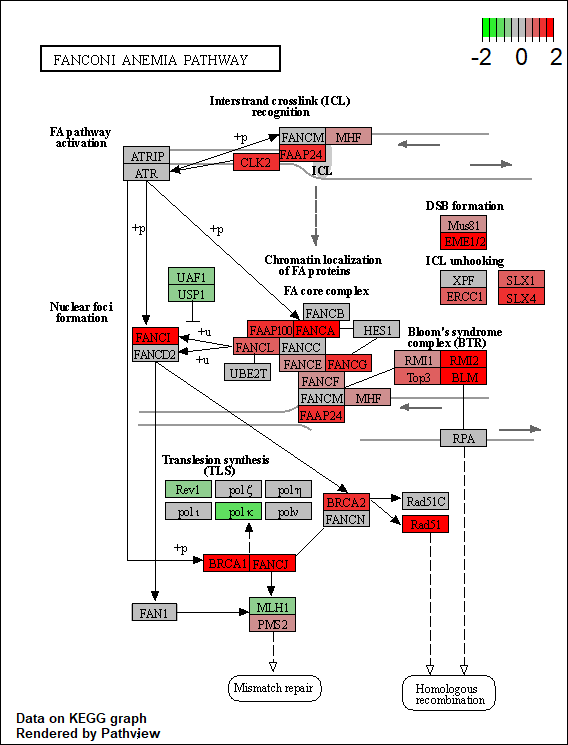 -2 0 2
FANCONI ANEMIA PATHWAY
Interstrand crosslink (ICL)
recognition
FA pathway
activation
+p
FANCM MHF
ATRIP
ATR
CLK2
FAAP24
ICL
DSB formation
Mus81
EME1/2
+p
+p
Chromatin localization
of FA proteins
ICL unhooking
XPF SLX1
ERCC1 SLX4
UAF1
USP1
FA core complex
Nuclear foci
formation
FANCB
+u
FAAP100 FANCA
HES1
Bloom's syndrome
complex (BTR)
FANCI
FANCD2
+u
FANCL
FANCC
UBE2T
FANCE FANCG
RMI1 RMI2
Top3 BLM
FANCF
FANCM MHF
FAAP24
RPA
Translesion synthesis
(TLS)
Rev1 pol ζ pol η
pol ι pol κ polν
BRCA2
FANCN
Rad51C
Rad51
+p
BRCA1 FANCJ
FAN1
MLH1
PMS2
Mismatch repair
Homologous
recombination
Data on KEGG graph
Rendered by Pathview